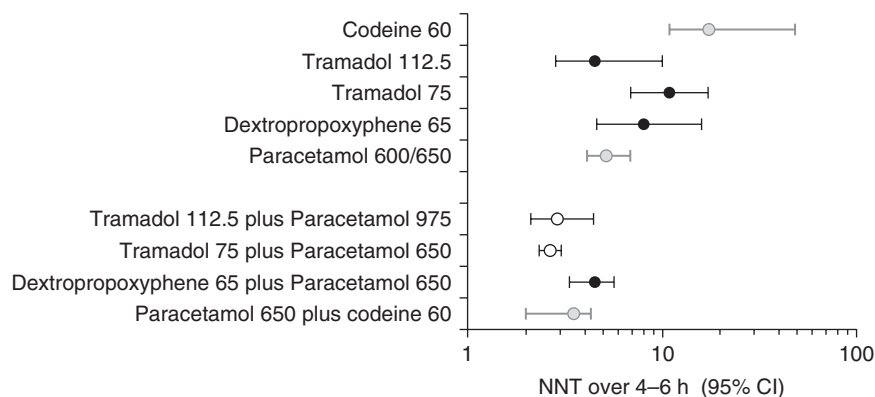 Codeine 60
Tramadol 112.5
Tramadol 75
Dextropropoxyphene 65
Paracetamol 600/650
Tramadol 112.5 plus Paracetamol 975
Tramadol 75 plus Paracetamol 650
Dextropropoxyphene 65 plus Paracetamol 650
Paracetamol 650 plus codeine 60
1 10 100
NNT over 4–6 h (95% CI)